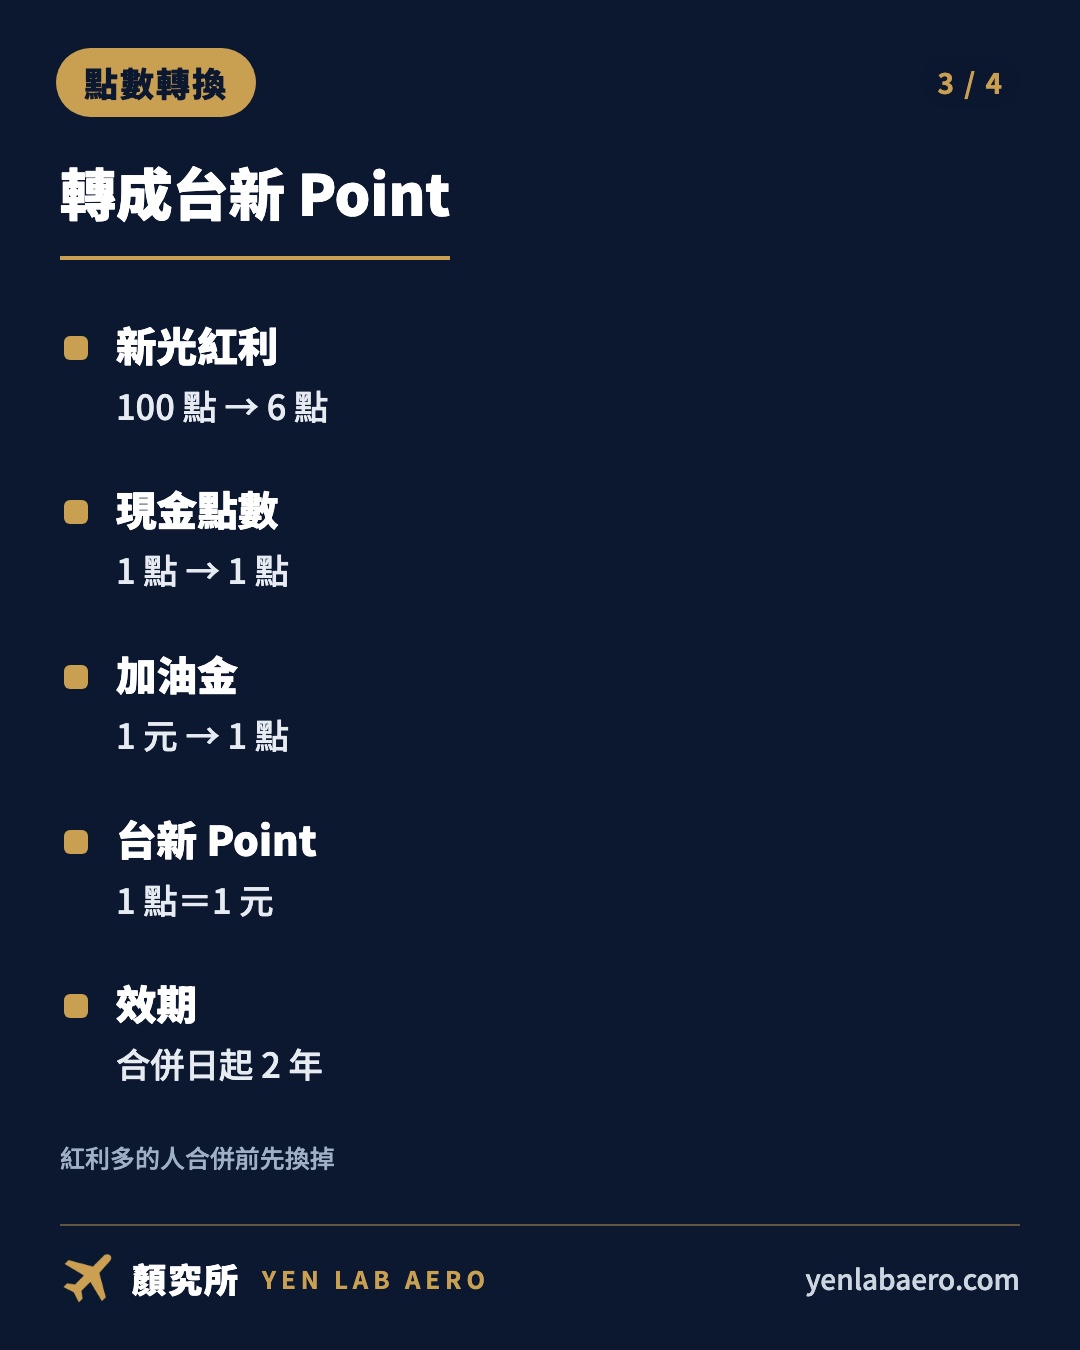 點數轉換
3 / 4
轉成台新 Point
新光紅利
100 點 → 6 點
現金點數
1 點 → 1 點
加油金
1 元 → 1 點
台新 Point
1 點＝1 元
效期
合併日起 2 年
紅利多的人合併前先換掉
顏究所 YEN LAB AERO
yenlabaero.com